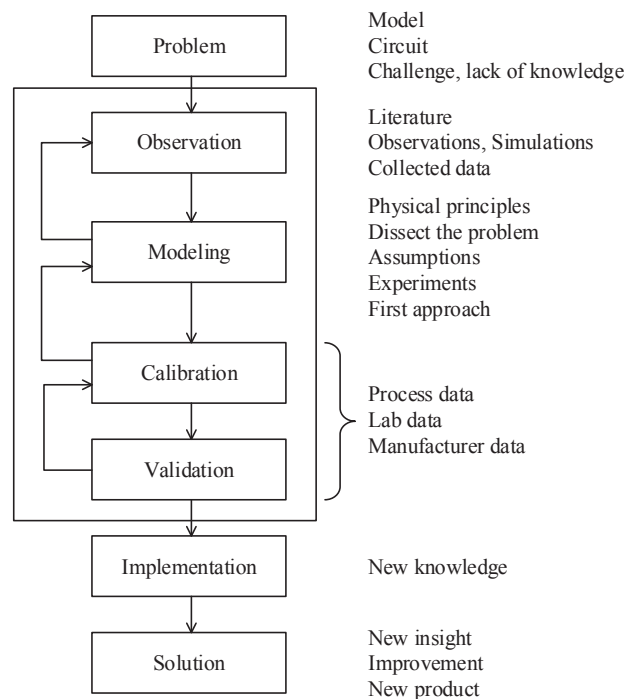 Problem
Model
Circuit
Challenge, lack of knowledge
Observation
Literature
Observations, Simulations
Collected data
Modeling
Physical principles
Dissect the problem
Assumptions
Experiments
First approach
Calibration
Validation
Process data
Lab data
Manufacturer data
Implementation
New knowledge
Solution
New insight
Improvement
New product